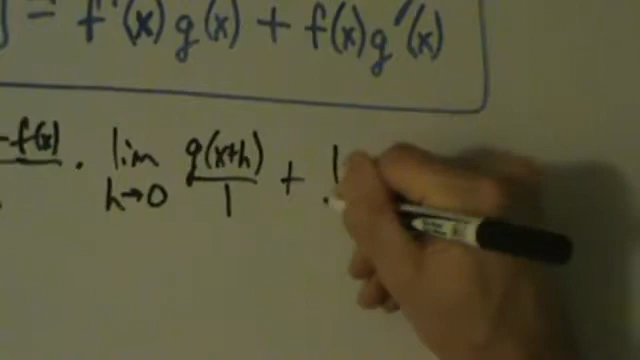 = f'(x)g(x) + f(x)g'(x)
- f(x) · lim h→0 g(x+h)/1 +